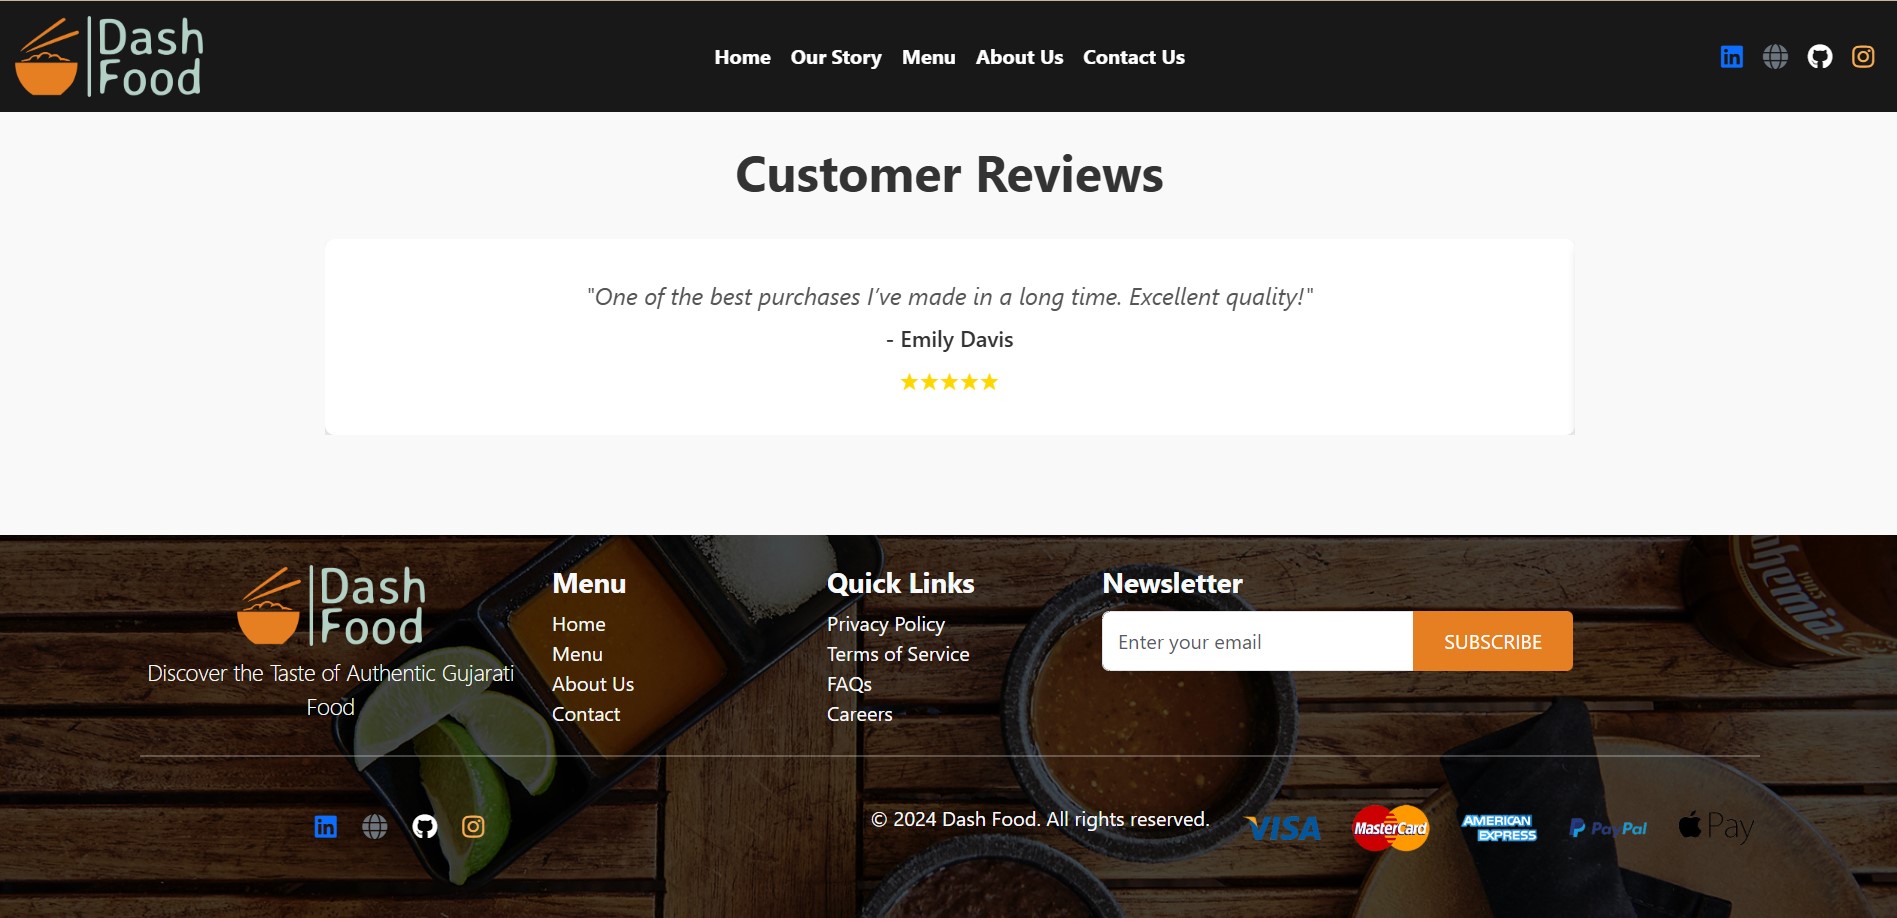 Dash
Food
Home Our Story Menu About Us Contact Us
Customer Reviews
"One of the best purchases I’ve made in a long time. Excellent quality!"
- Emily Davis
★★★★★
Dash
Food
Discover the Taste of Authentic Gujarati
Food
Menu
Home
Menu
About Us
Contact
Quick Links
Privacy Policy
Terms of Service
FAQs
Careers
Newsletter
Enter your email SUBSCRIBE
1905
© 2024 Dash Food. All rights reserved.
VISA MasterCard AMERICAN EXPRESS PayPal Pay